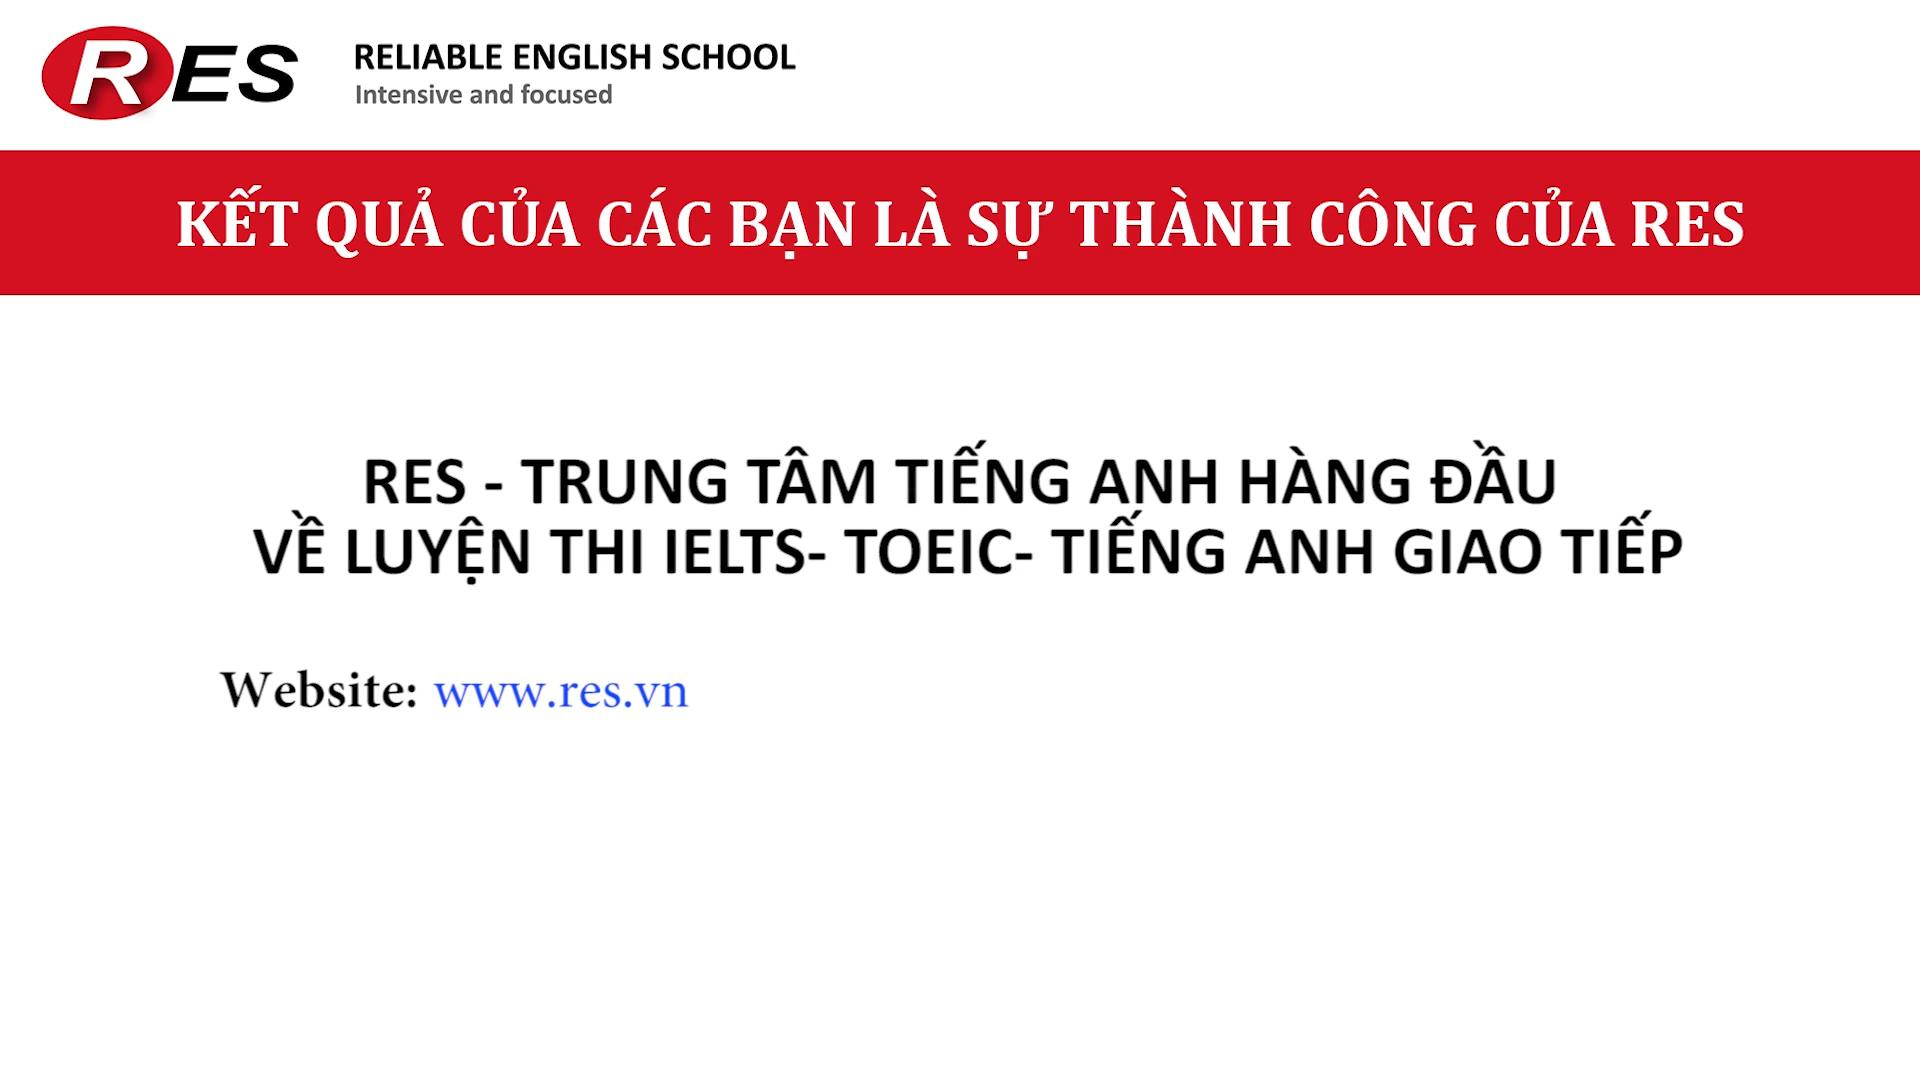 RES
RELIABLE ENGLISH SCHOOL
Intensive and focused
KẾT QUẢ CỦA CÁC BẠN LÀ SỰ THÀNH CÔNG CỦA RES
RES - TRUNG TÂM TIẾNG ANH HÀNG ĐẦU
VỀ LUYỆN THI IELTS- TOEIC- TIẾNG ANH GIAO TIẾP
Website: www.res.vn